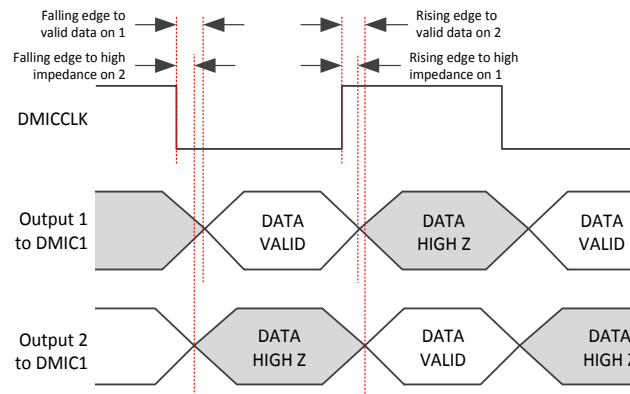 Falling edge to
valid data on 1
Rising edge to
valid data on 2
Falling edge to high
impedance on 2
Rising edge to high
impedance on 1
DMICCLK
Output 1
to DMIC1
DATA
VALID
DATA
HIGH Z
DATA
VALID
Output 2
to DMIC1
DATA
HIGH Z
DATA
VALID
DATA
HIGH Z